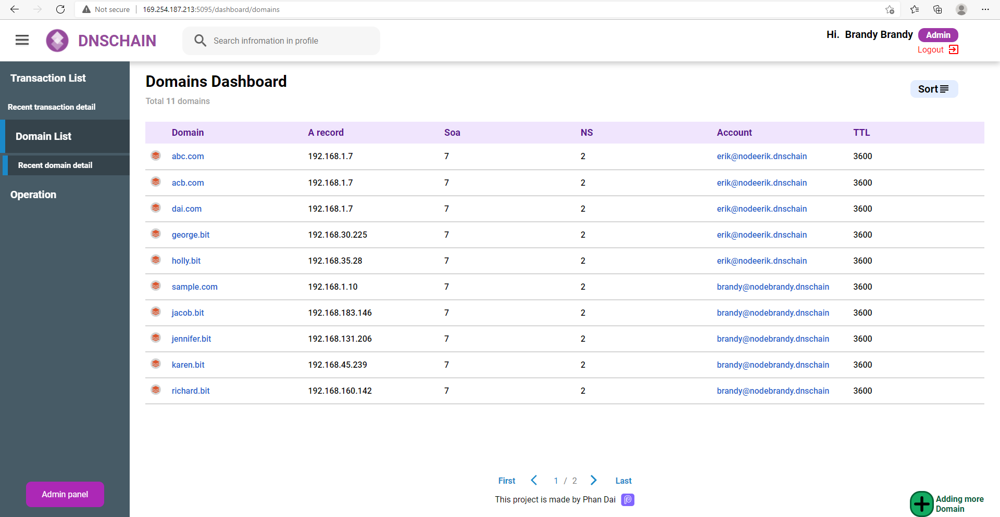 Not secure 169.254.187.213:5095/dashboard/domains
DNSCHAIN
Search infromation in profile
Hi. Brandy Brandy Admin
Logout
Transaction List
Recent transaction detail
Domain List
Recent domain detail
Operation
Admin panel
Domains Dashboard
Total 11 domains
Sort
Domain A record Soa NS Account TTL
abc.com 192.168.1.7 7 2 erik@nodeerik.dnschain 3600
acb.com 192.168.1.7 7 2 erik@nodeerik.dnschain 3600
dai.com 192.168.1.7 7 2 erik@nodeerik.dnschain 3600
george.bit 192.168.30.225 7 2 erik@nodeerik.dnschain 3600
holly.bit 192.168.35.28 7 2 erik@nodeerik.dnschain 3600
sample.com 192.168.1.10 7 2 brandy@nodebrandy.dnschain 3600
jacob.bit 192.168.183.146 7 2 brandy@nodebrandy.dnschain 3600
jennifer.bit 192.168.131.206 7 2 brandy@nodebrandy.dnschain 3600
karen.bit 192.168.45.239 7 2 brandy@nodebrandy.dnschain 3600
richard.bit 192.168.160.142 7 2 brandy@nodebrandy.dnschain 3600
First 1 / 2 Last
This project is made by Phan Dai
Adding more
Domain